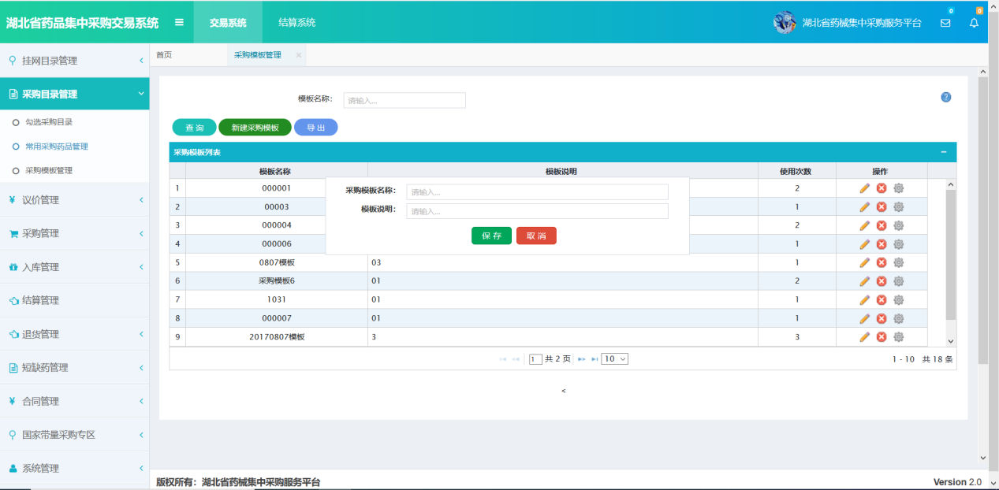 湖北省药品集中采购交易系统 交易系统 结算系统 湖北省药械集中采购服务平台 0 0
挂网目录管理
采购目录管理
勾选采购目录
常用采购药品管理
采购模板管理
¥ 议价管理
采购管理
入库管理
结算管理
退货管理
短缺药管理
¥ 合同管理
国家带量采购专区
系统管理
首页 采购模板管理 ×
模板名称： 请输入...
?
查 询 新建采购模板 导 出
采购模板列表
模板名称 模板说明 使用次数 操作
1 000001 2
2 00003 1
3 000004 2
4 000006 1
采购模板名称： 请输入...
模板说明： 请输入...
保 存 取 消
5 0807模板 03 1
6 采购模板6 01 2
7 1031 01 1
8 000007 01 1
9 20170807模板 3 3
1 共 2 页 10 1 - 10 共 18 条
<
版权所有：湖北省药械集中采购服务平台 Version 2.0